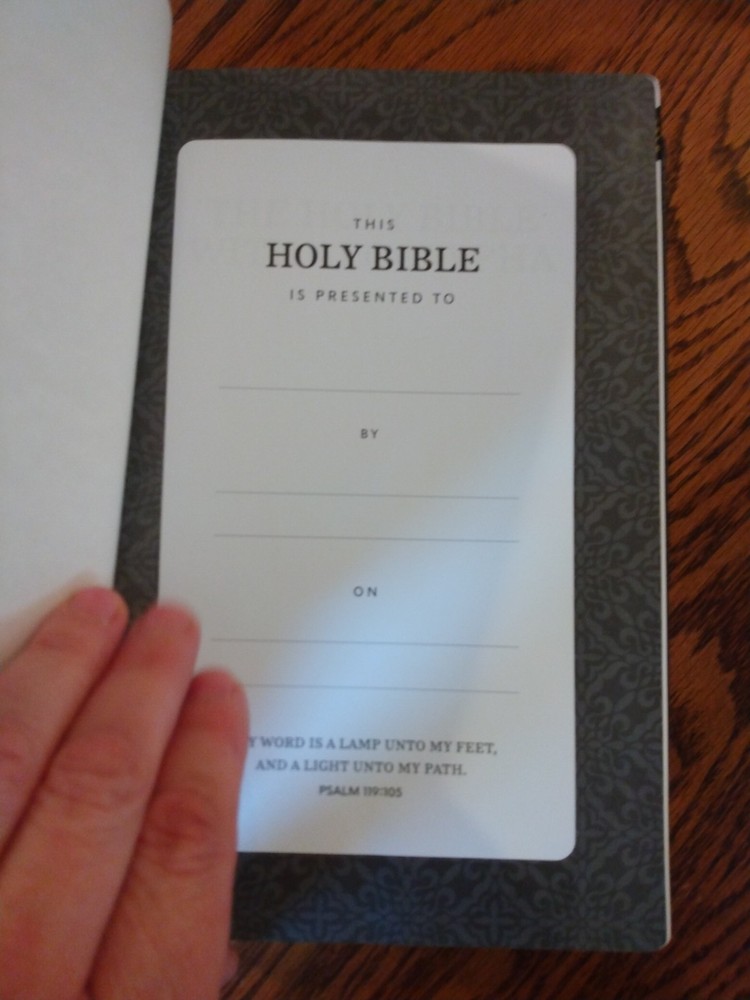 THIS
HOLY BIBLE
IS PRESENTED TO
BY
ON
WORD IS A LAMP UNTO MY FEET,
AND A LIGHT UNTO MY PATH.
PSALM 119:105